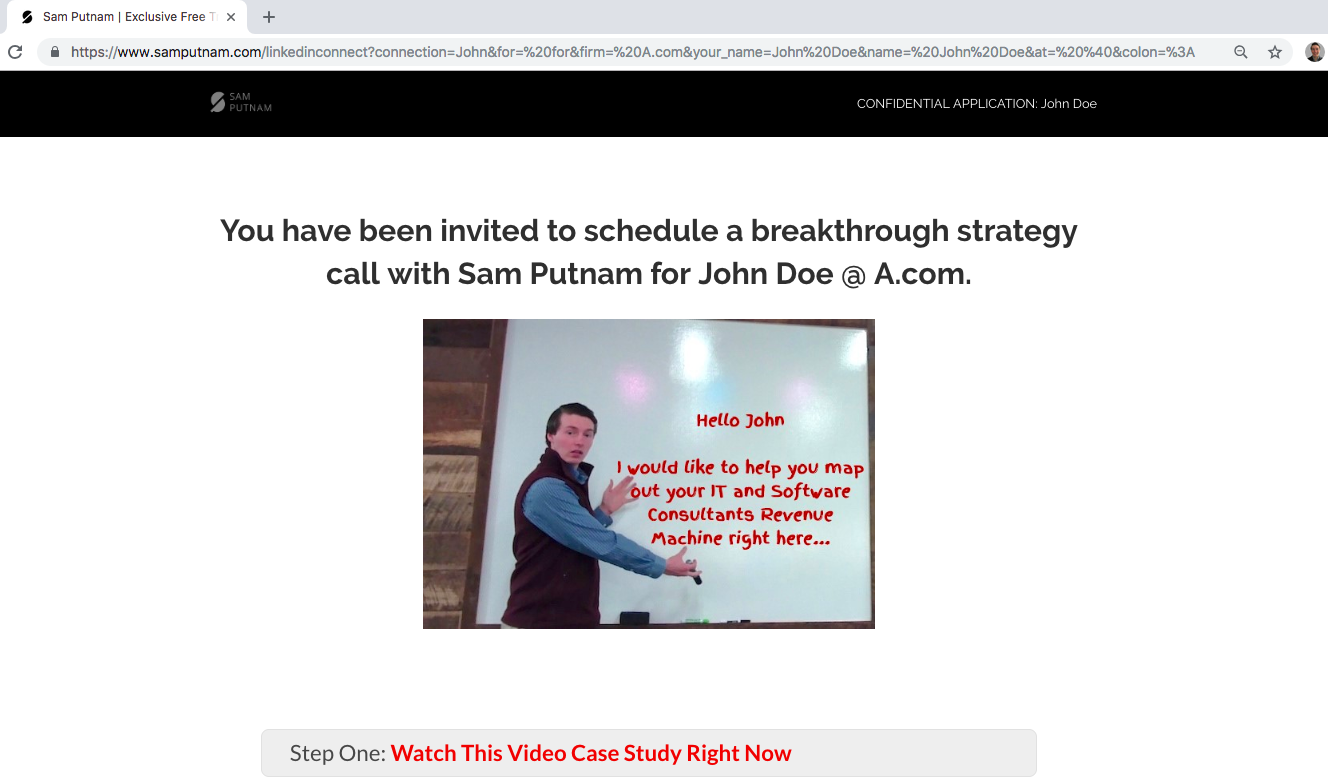 Sam Putnam | Exclusive Free T
https://www.samputnam.com/linkedinconnect?connection=John&for=%20for&firm=%20A.com&your_name=John%20Doe&name=%20John%20Doe&at=%20%40&colon=%3A
SAM
PUTNAM
CONFIDENTIAL APPLICATION: John Doe
You have been invited to schedule a breakthrough strategy
call with Sam Putnam for John Doe @ A.com.
Hello John
I would like to help you map
out your IT and Software
Consultants Revenue
Machine right here...
Step One: Watch This Video Case Study Right Now